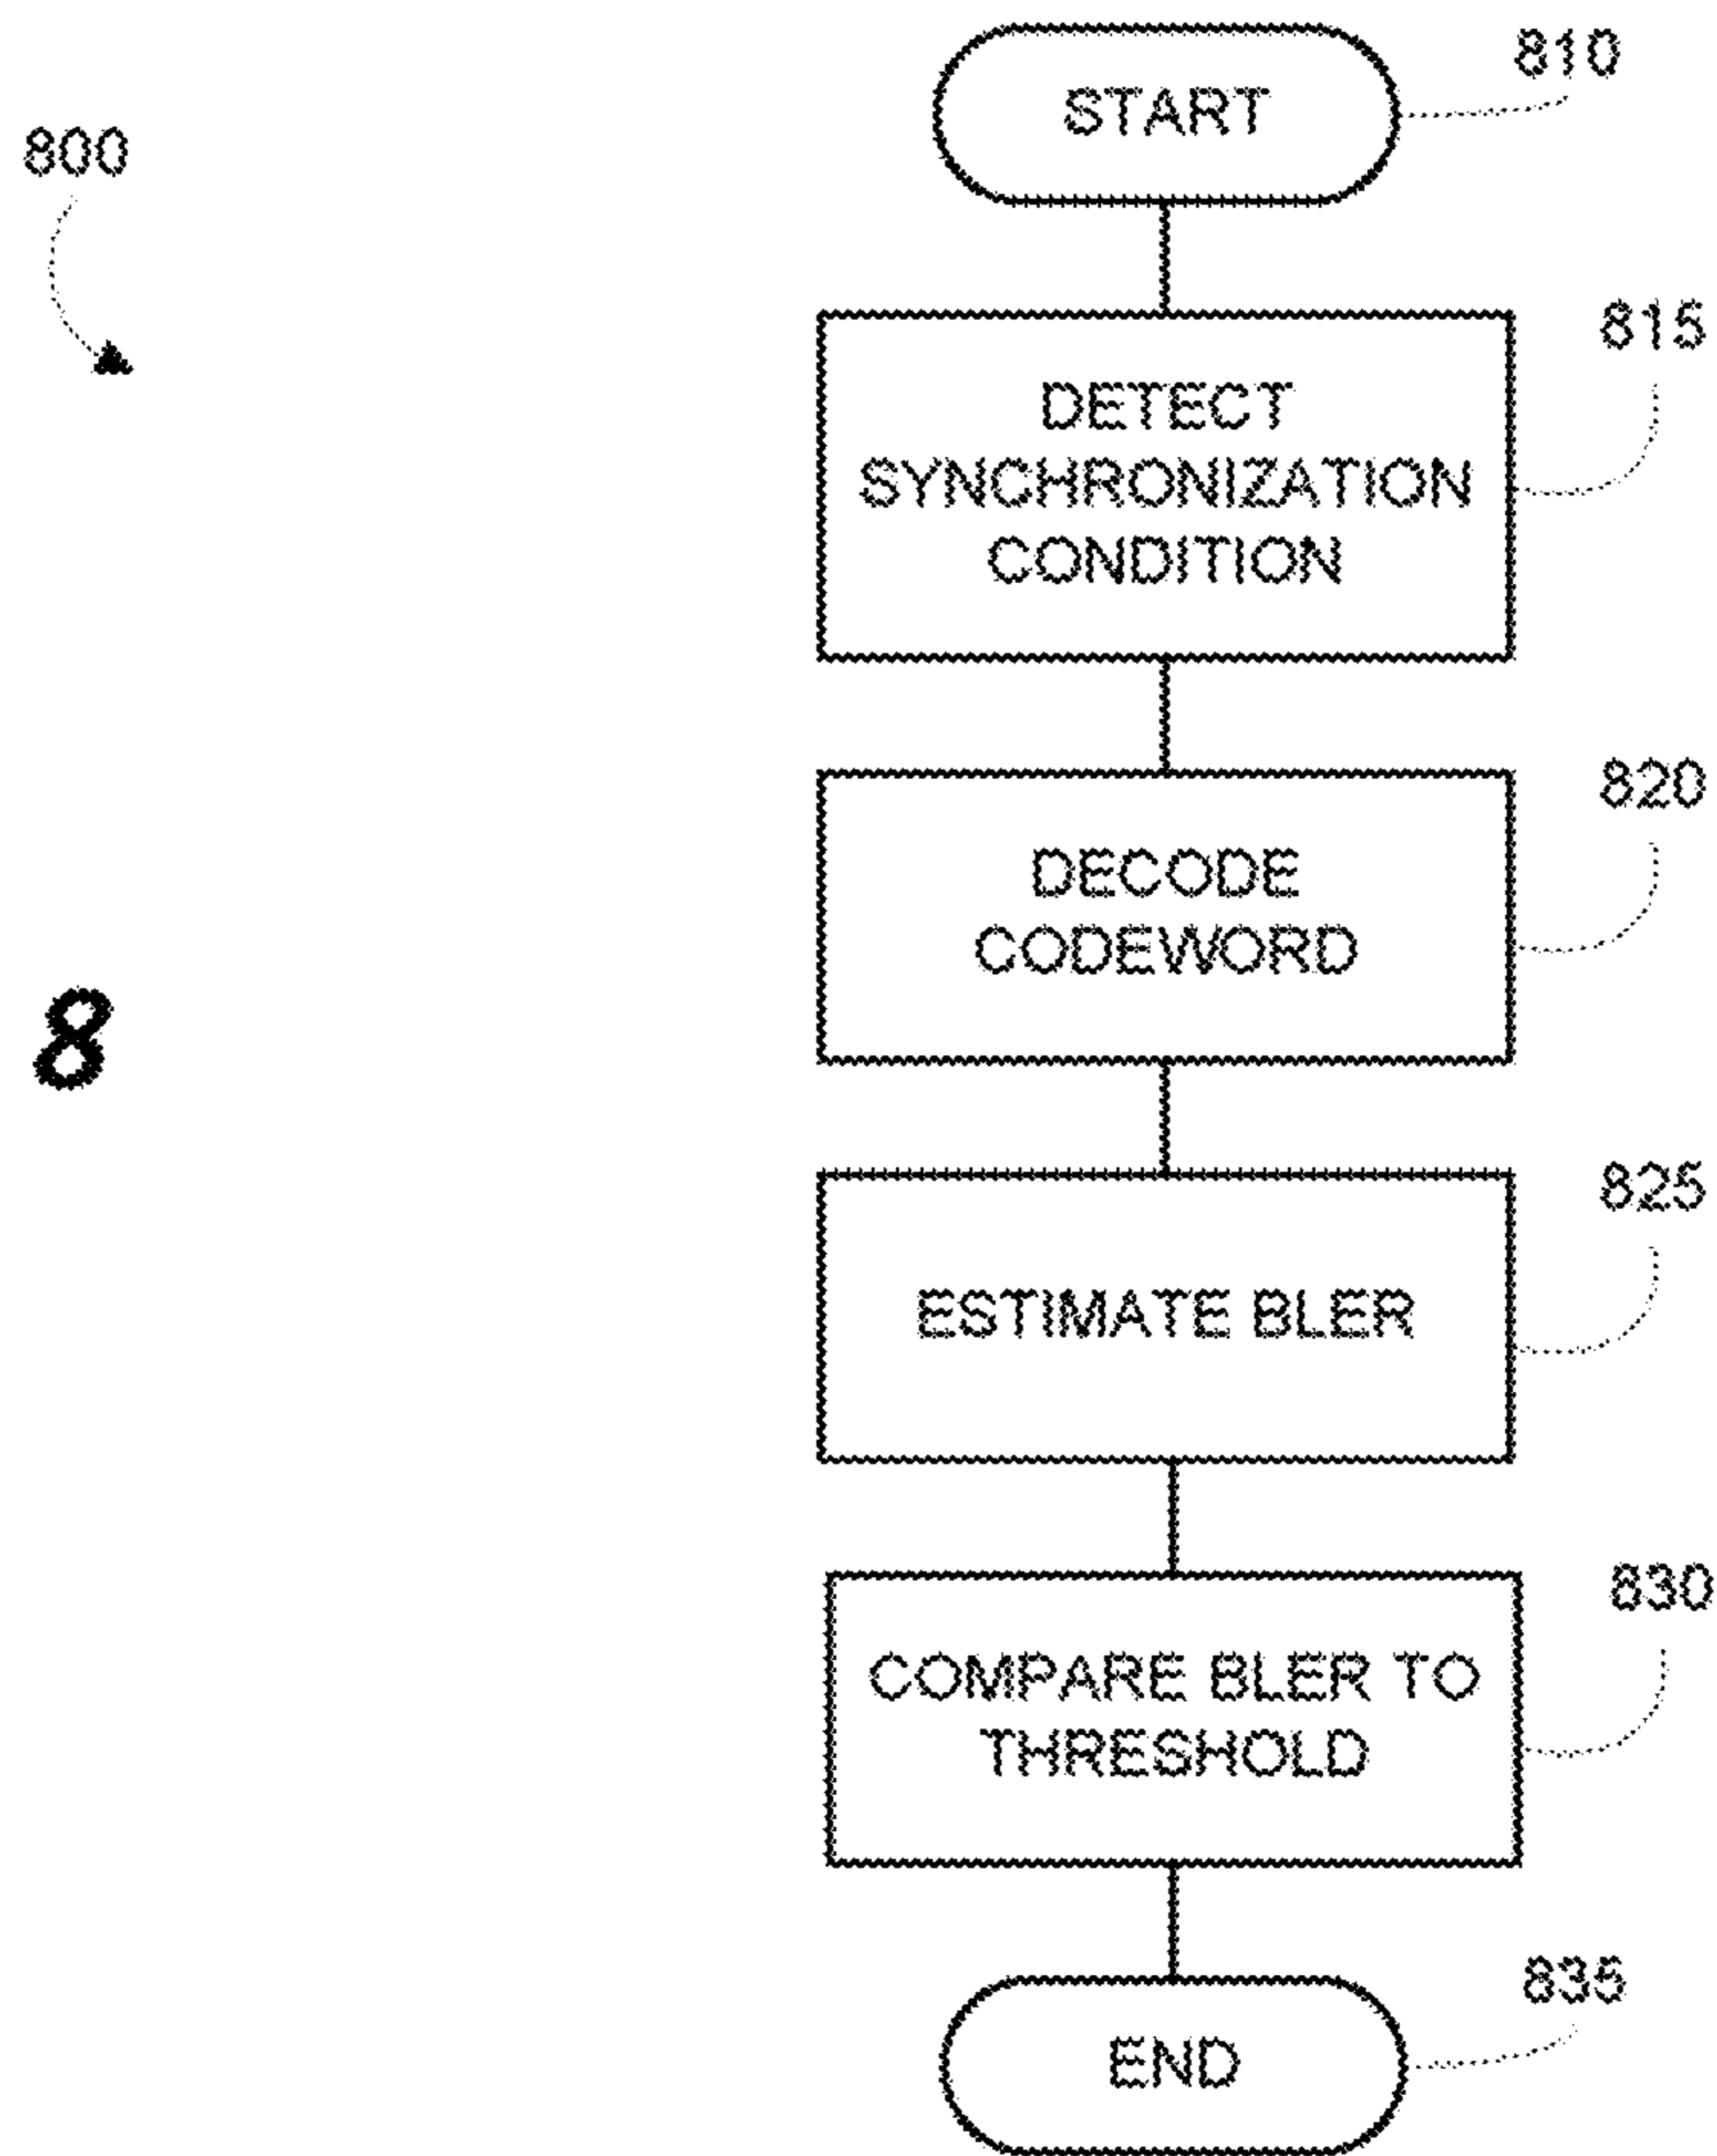 810
START
800
815
DETECT
SYNCHRONIZATION
CONDITION
820
DECODE
CODEWORD
8
825
ESTIMATE BLER
830
COMPARE BLER TO
THRESHOLD
835
END